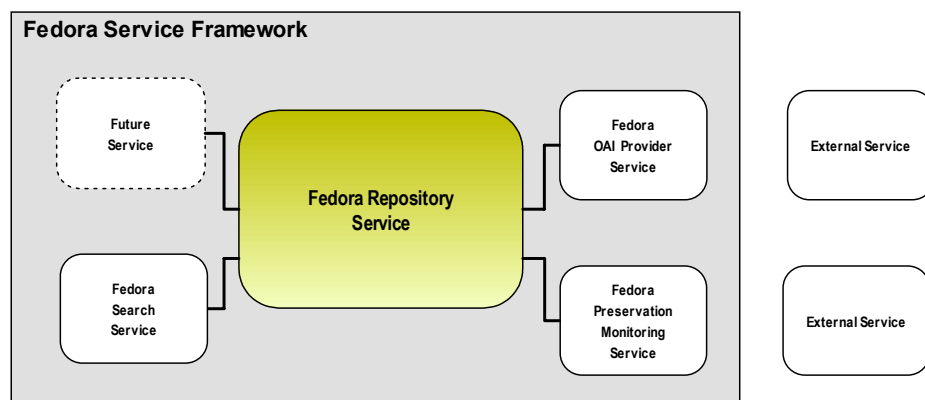 Fedora Service Framework
Future
Service
Fedora
OAI Provider
Service
External Service
Fedora Repository
Service
Fedora
Search
Service
Fedora
Preservation
Monitoring
Service
External Service